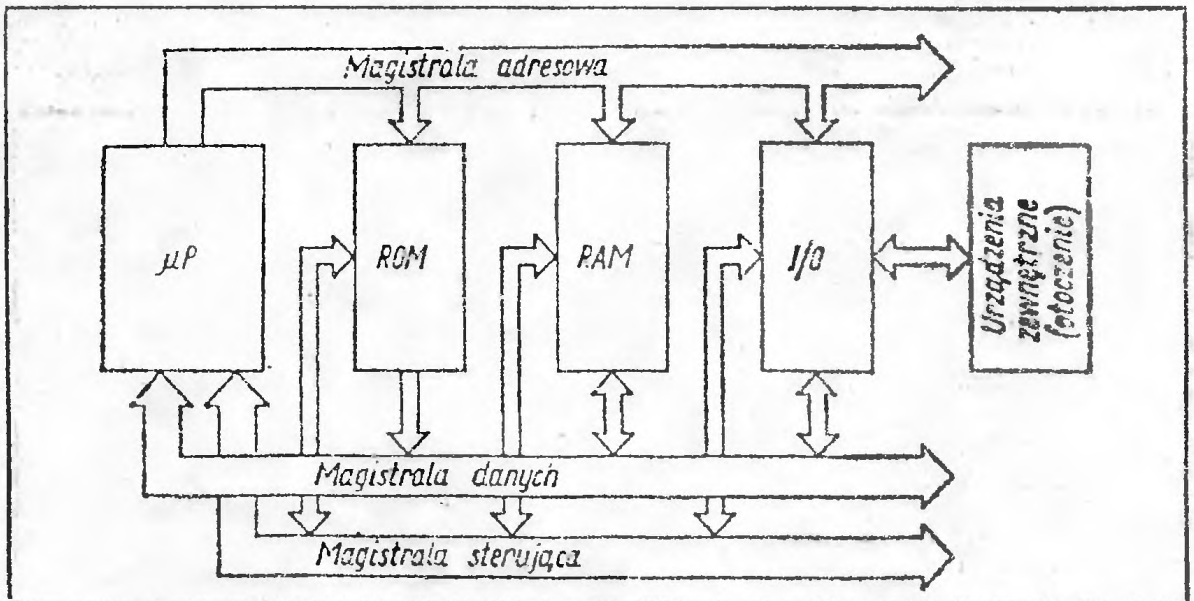 Magistrala adresowa
μP
ROM
RAM
I/O
Urządzenia
zewnętrzne
(otoczenie)
Magistrala danych
Magistrala sterująca